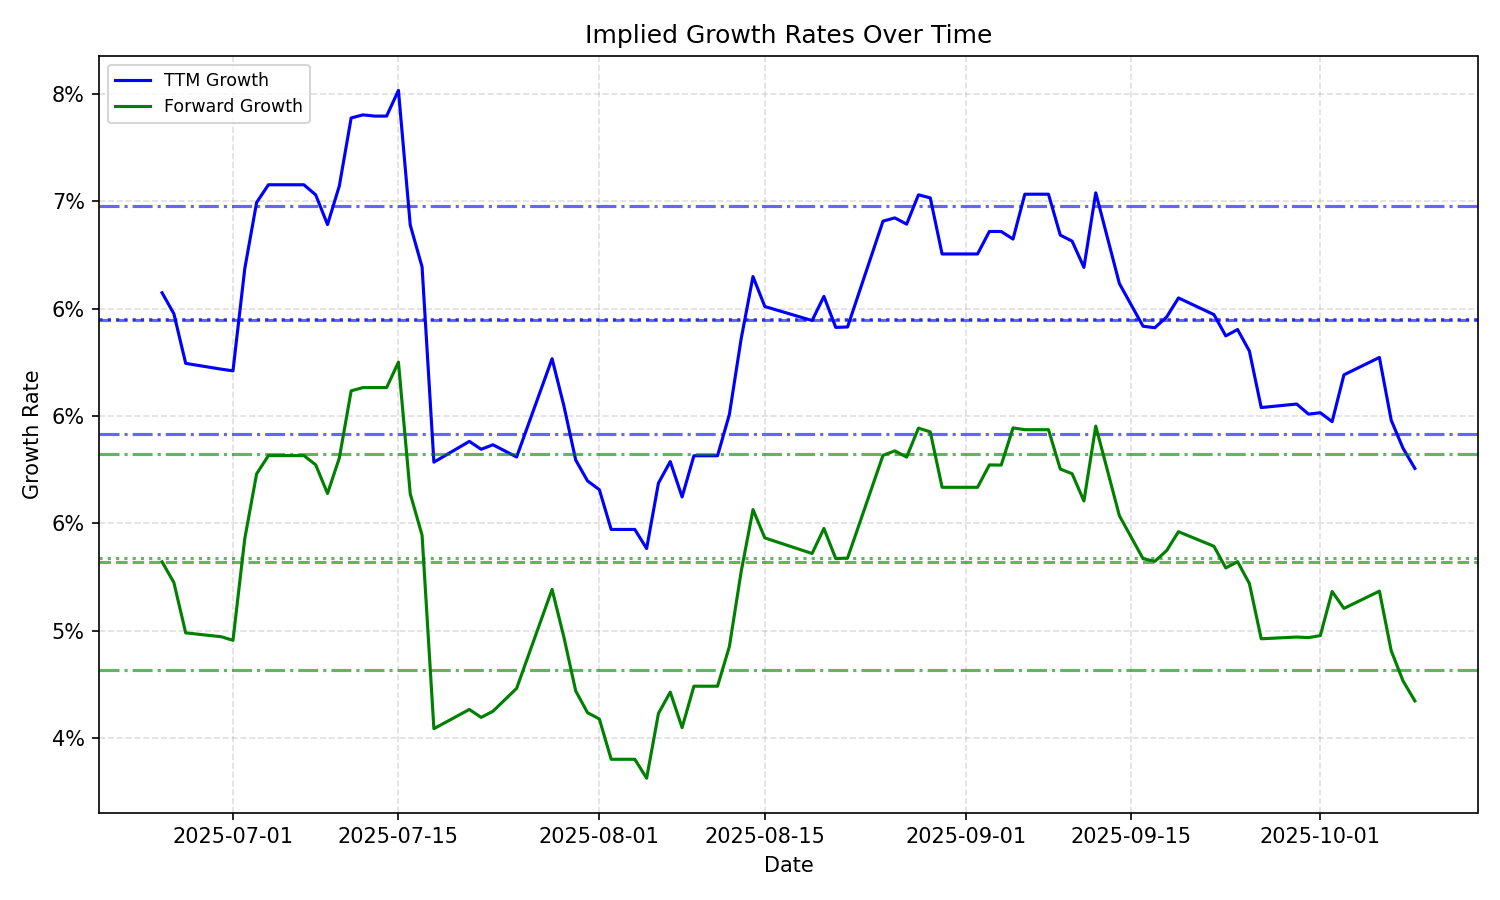 Implied Growth Rates Over Time
TTM Growth
Forward Growth
8%
7%
6%
6%
6%
5%
4%
Growth Rate
2025-07-01
2025-07-15
2025-08-01
2025-08-15
2025-09-01
2025-09-15
2025-10-01
Date